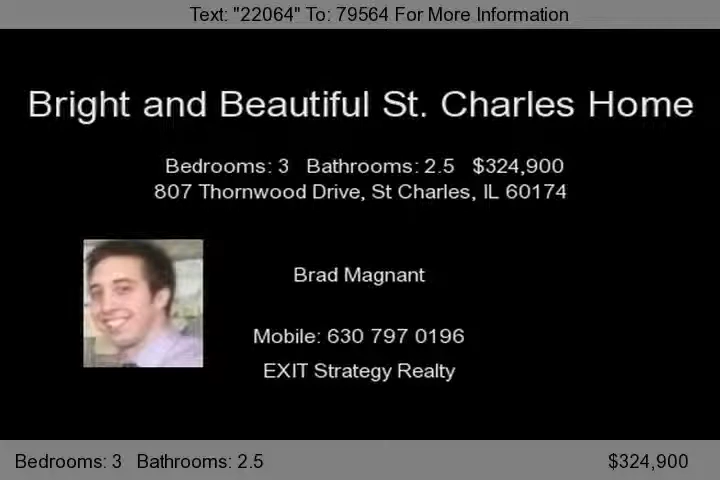 Text: "22064" To: 79564 For More Information
Bright and Beautiful St. Charles Home
Bedrooms: 3 Bathrooms: 2.5 $324,900
807 Thornwood Drive, St Charles, IL 60174
Brad Magnant
Mobile: 630 797 0196
EXIT Strategy Realty
Bedrooms: 3 Bathrooms: 2.5 $324,900